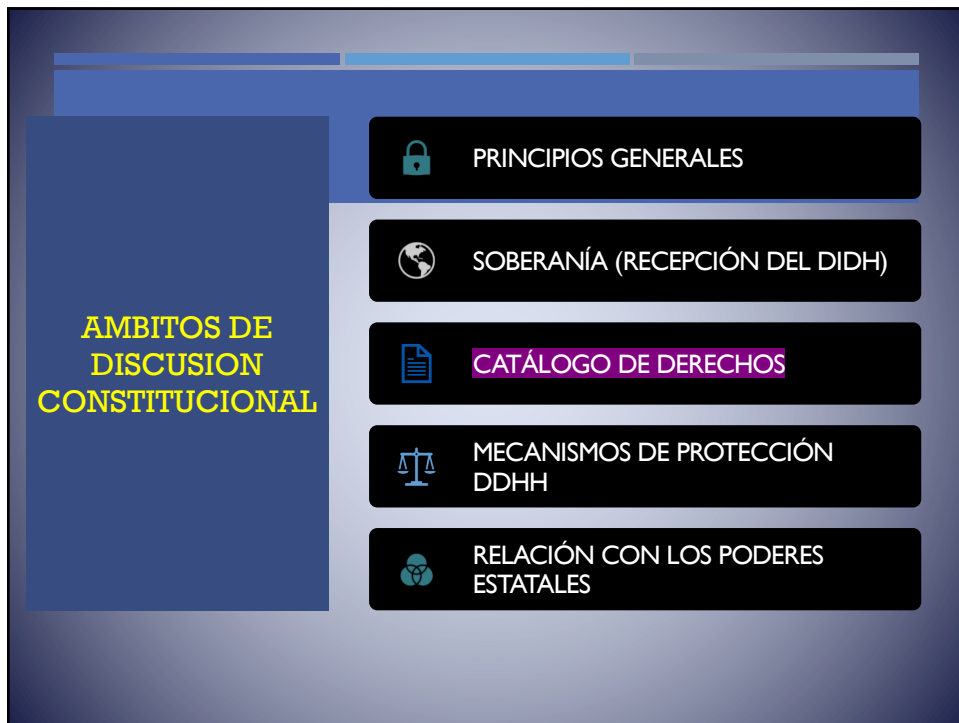 AMBITOS DE
DISCUSION
CONSTITUCIONAL
PRINCIPIOS GENERALES
SOBERANÍA (RECEPCIÓN DEL DIDH)
CATÁLOGO DE DERECHOS
MECANISMOS DE PROTECCIÓN
DDHH
RELACIÓN CON LOS PODERES
ESTATALES